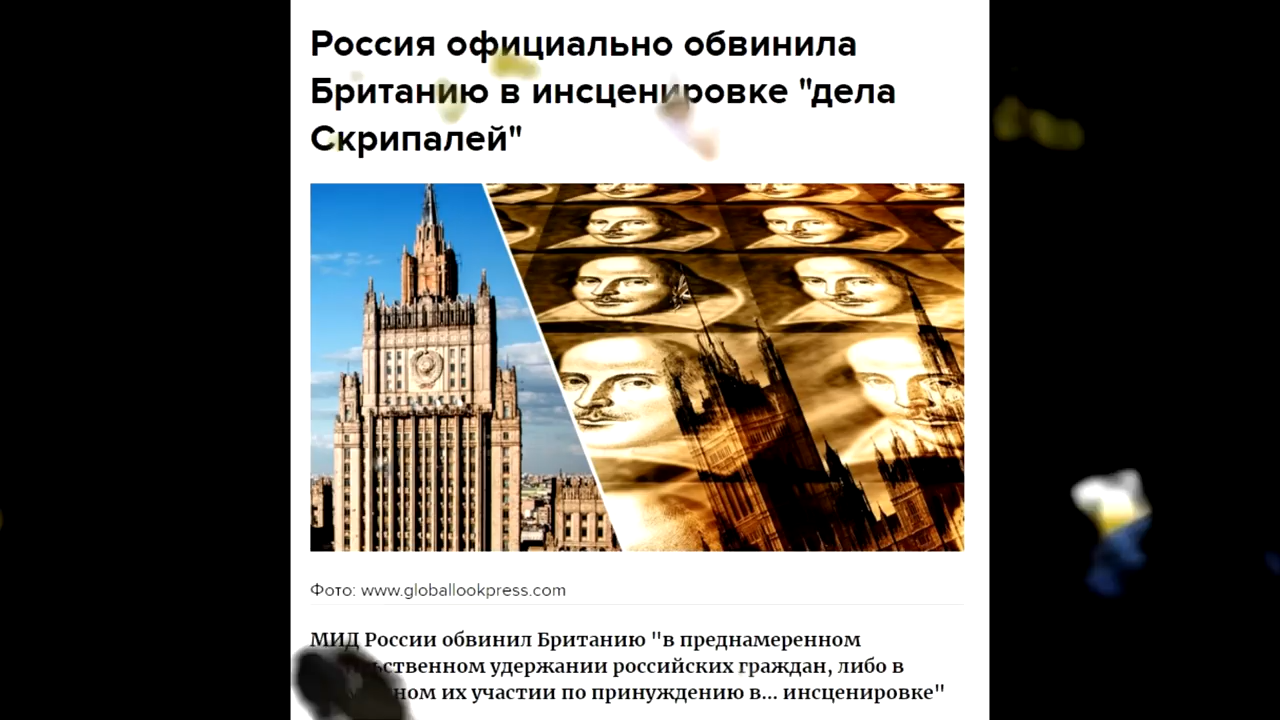 Россия официально обвинила
Британию в инсценировке "дела
Скрипалей"
Фото: www.globallookpress.com
МИД России обвинил Британию "в преднамеренном
удержании российских граждан, либо в
их участии по принуждению в... инсценировке"